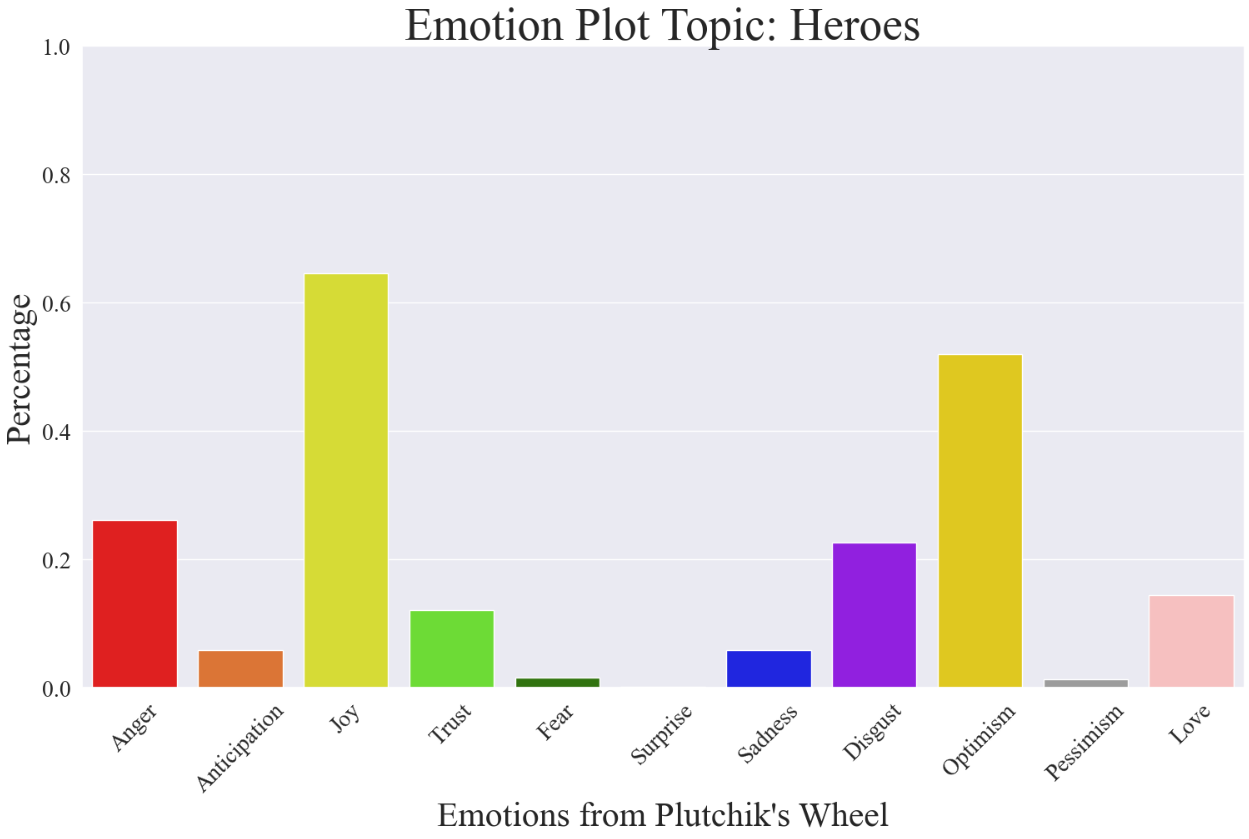 Emotion Plot Topic: Heroes
1.0
0.8
0.6
0.4
0.2
0.0
Percentage
Anger
Anticipation
Joy
Trust
Fear
Surprise
Sadness
Disgust
Optimism
Pessimism
Love
Emotions from Plutchik's Wheel